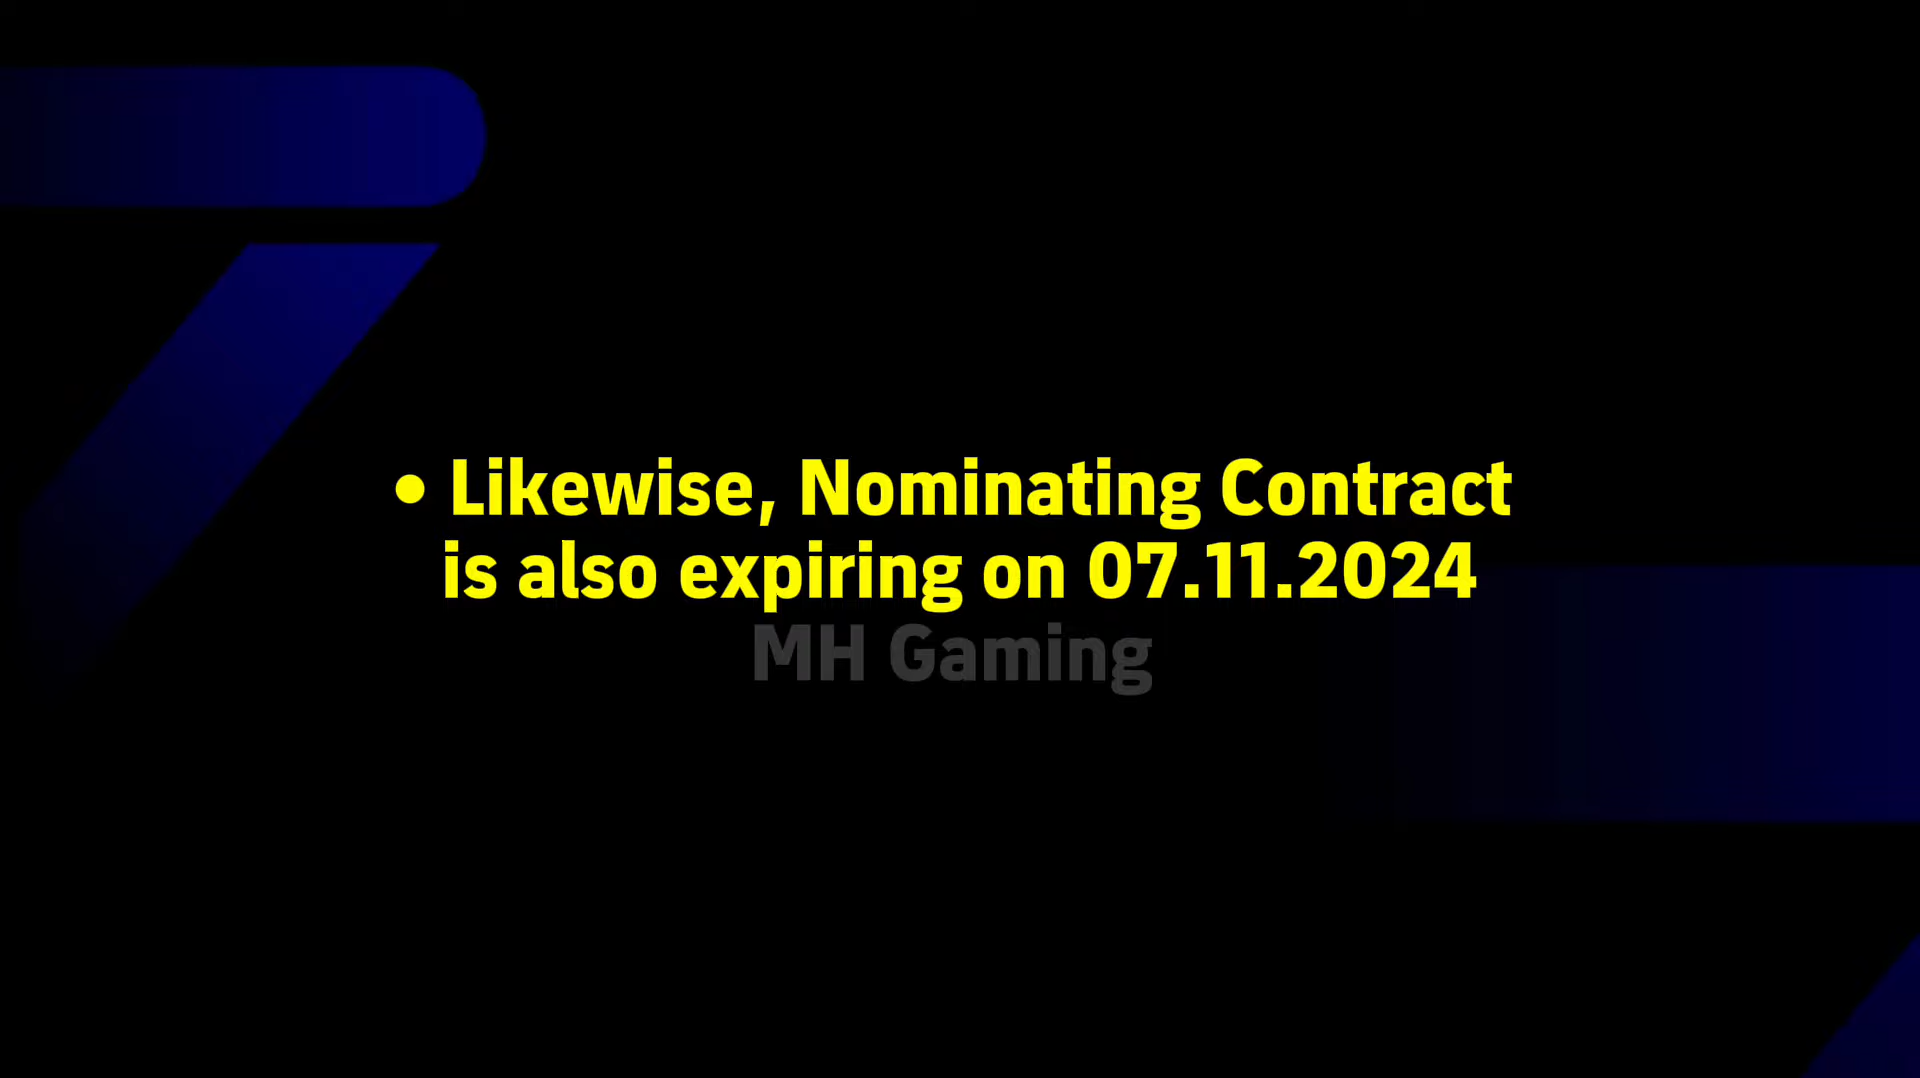 • Likewise, Nominating Contract
is also expiring on 07.11.2024
MH Gaming